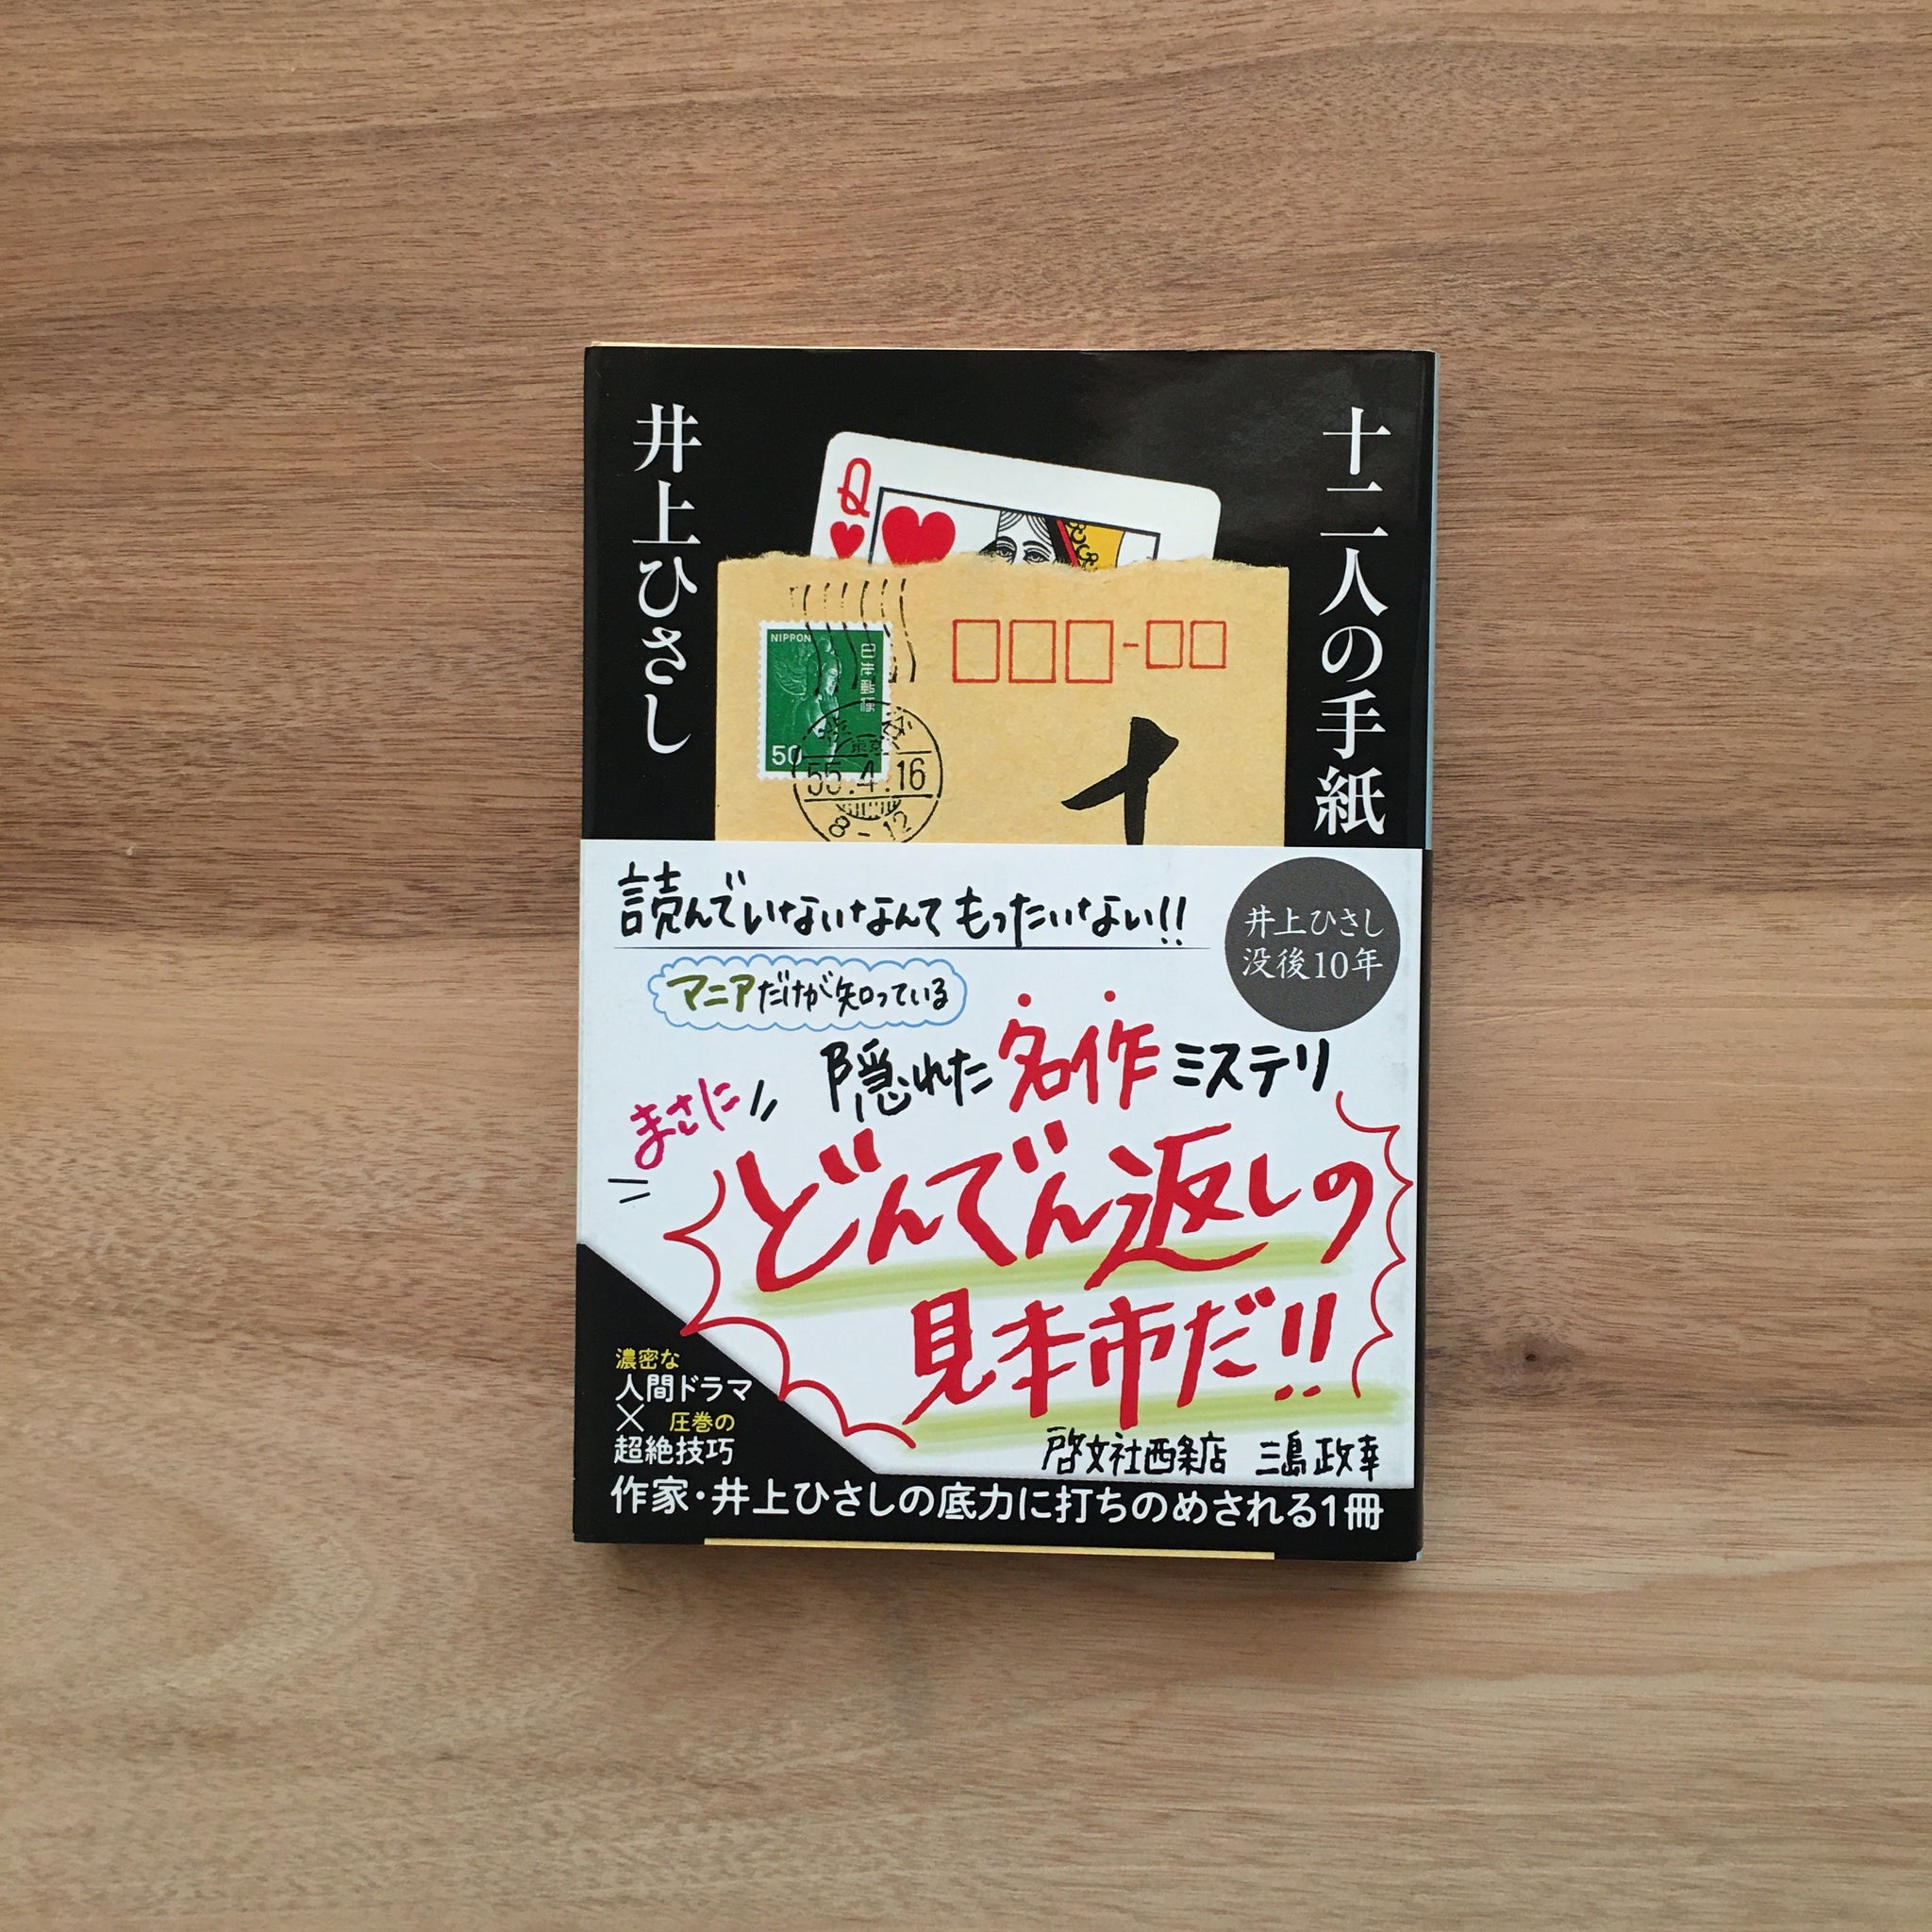 十二人の手紙
井上ひさし
Q
NIPPON
日本郵便
50
東京
55.4.16
8-12
読んでいないなんてもったいない!!
井上ひさし
没後10年
マニアだけが知っている
隠れた名作ミステリ
まさに
どんでん返しの
見本市だ!!
啓文社西条店 三島政幸
濃密な
人間ドラマ
× 圧巻の
超絶技巧
作家・井上ひさしの底力に打ちのめされる1冊